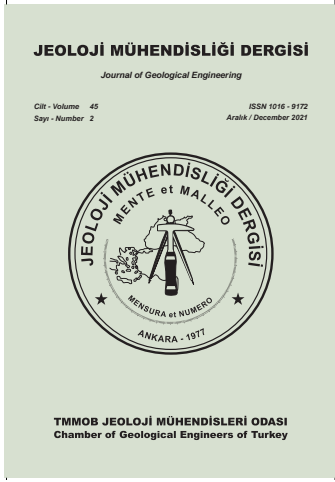 JEOLOJİ MÜHENDİSLİĞİ DERGİSİ
Journal of Geological Engineering
Cilt - Volume 45
Sayı - Number 2
ISSN 1016 - 9172
Aralık / December 2021
JEOLOJİ MÜHENDİSLİĞİ DERGİSİ
MENTE et MALLEO
MENSURA et NUMERO
ANKARA - 1977
TMMOB JEOLOJİ MÜHENDİSLERİ ODASI
Chamber of Geological Engineers of Turkey